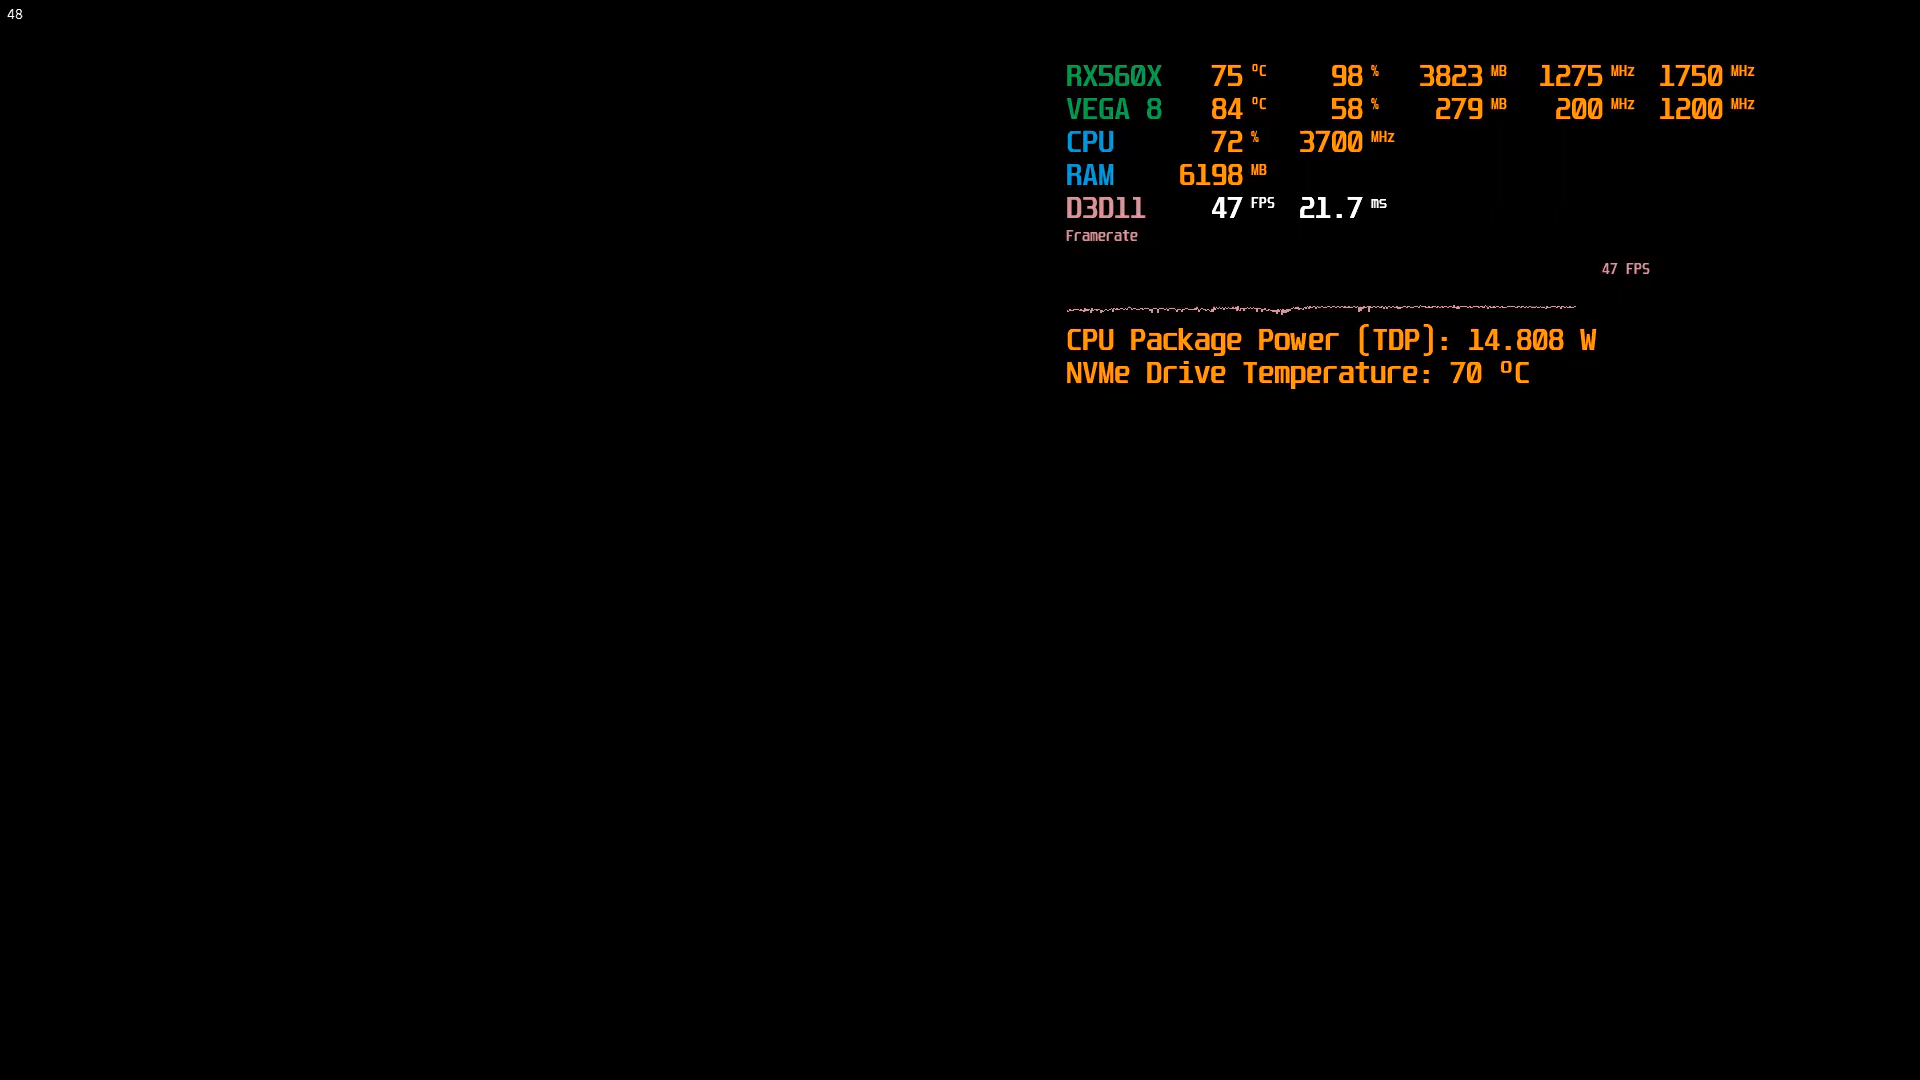 48
RX560X 75 °C 98 % 3823 MB 1275 MHz 1750 MHz
VEGA 8 84 °C 58 % 279 MB 200 MHz 1200 MHz
CPU 72 % 3700 MHz
RAM 6198 MB
D3D11 47 FPS 21.7 ms
Framerate
47 FPS
CPU Package Power (TDP): 14.808 W
NVMe Drive Temperature: 70 °C